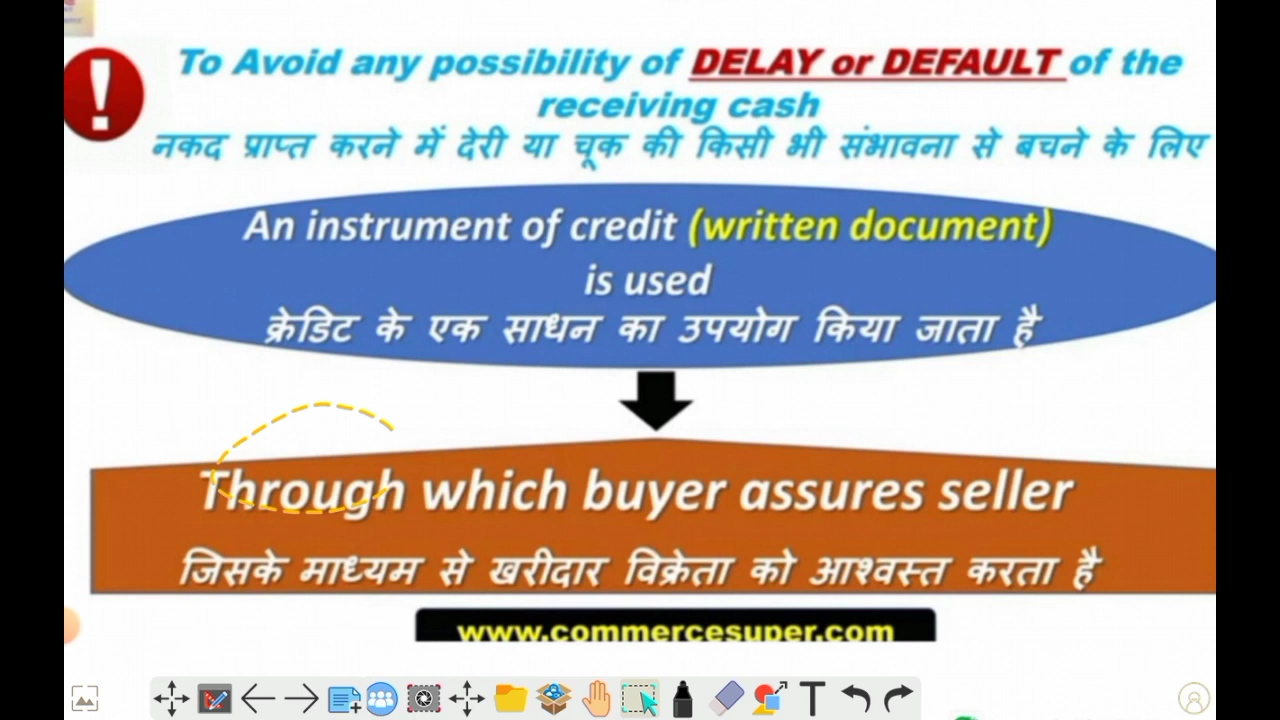 To Avoid any possibility of DELAY or DEFAULT of the
receiving cash
नकद प्राप्त करने में देरी या चूक की किसी भी संभावना से बचने के लिए
An instrument of credit (written document)
is used
क्रेडिट के एक साधन का उपयोग किया जाता है
Through which buyer assures seller
जिसके माध्यम से खरीदार विक्रेता को आश्वस्त करता है
www.commercesuper.com